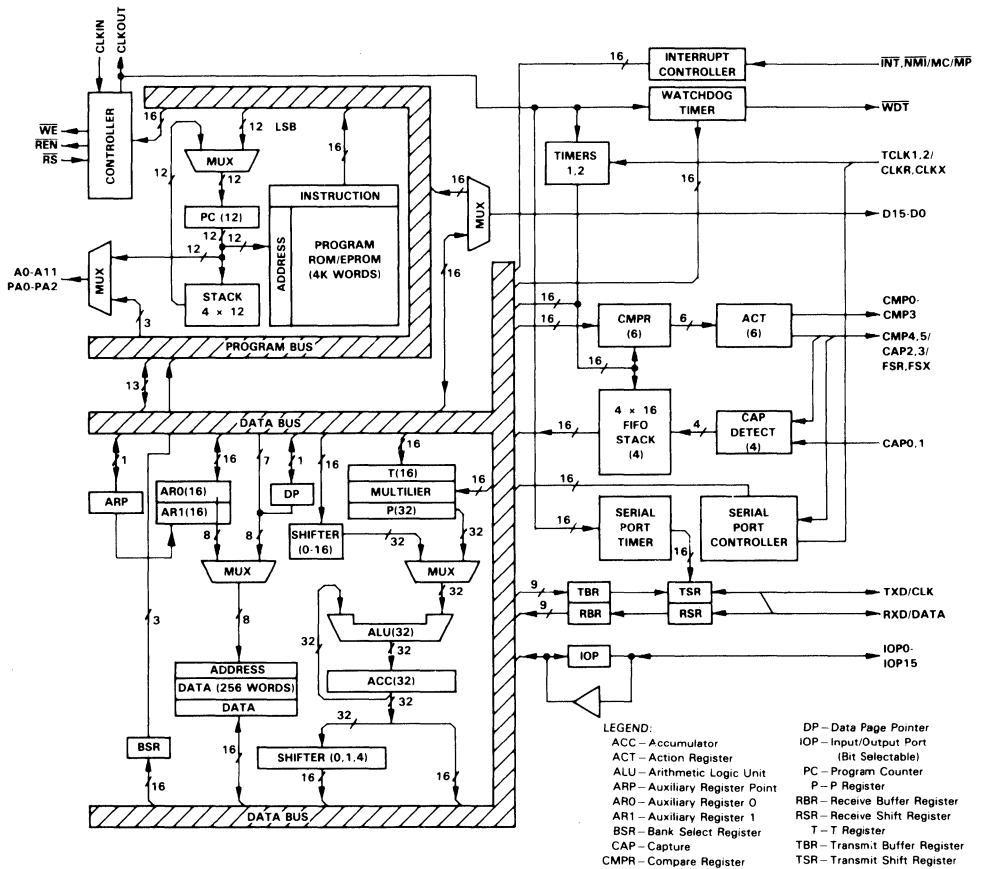 CLKIN
CLKOUT
WE
REN
RS
CONTROLLER
16
12 LSB
MUX
12
12
16
PC (12)
12
12
12
INSTRUCTION
ADDRESS
PROGRAM
ROM/EPROM
(4K WORDS)
STACK
4 × 12
A0-A11
PA0-PA2
MUX
3
PROGRAM BUS
13
16
MUX
16
16
INTERRUPT
CONTROLLER
INT,NMI/MC/MP
WATCHDOG
TIMER
WDT
TIMERS
1,2
16
TCLK1,2/
CLKR,CLKX
D15-D0
16
16
CMPR
(6)
6
ACT
(6)
CMP0-
CMP3
CMP4,5/
CAP2,3/
FSR,FSX
16
4 × 16
FIFO
STACK
(4)
16
4
CAP
DETECT
(4)
CAP0,1
DATA BUS
1
ARP
16
AR0(16)
AR1(16)
7
1
DP
16
16
T(16)
MULTILIER
P(32)
16
8
8
SHIFTER
(0-16)
32
32
MUX
MUX
32
8
3
ALU(32)
32
32
ACC(32)
32
ADDRESS
DATA (256 WORDS)
DATA
32
BSR
16
16
SHIFTER (0,1,4)
16
16
DATA BUS
16
16
SERIAL
PORT
TIMER
16
SERIAL
PORT
CONTROLLER
9
TBR
TSR
TXD/CLK
9
RBR
RSR
RXD/DATA
IOP
IOP0-
IOP15
LEGEND:
ACC – Accumulator
ACT – Action Register
ALU – Arithmetic Logic Unit
ARP – Auxiliary Register Point
AR0 – Auxiliary Register 0
AR1 – Auxiliary Register 1
BSR – Bank Select Register
CAP – Capture
CMPR – Compare Register
DP – Data Page Pointer
IOP – Input/Output Port
(Bit Selectable)
PC – Program Counter
P – P Register
RBR – Receive Buffer Register
RSR – Receive Shift Register
T – T Register
TBR – Transmit Buffer Register
TSR – Transmit Shift Register